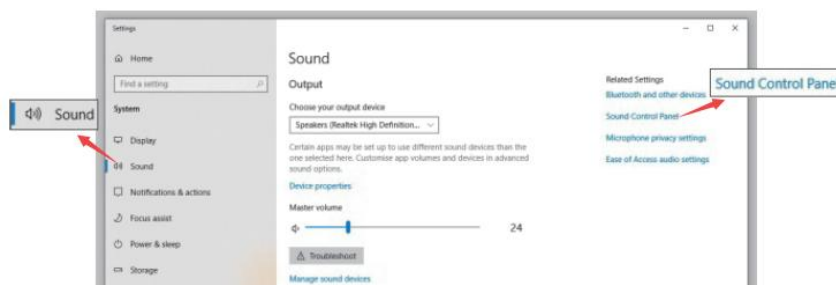 Settings
Home
Find a setting
System
Display
Sound
Notifications & actions
Focus assist
Power & sleep
Storage
Sound
Sound
Output
Choose your output device
Speakers (Realtek High Definition...
Certain apps may be set up to use different sound devices than the
one selected here. Customise app volumes and devices in advanced
sound options.
Device properties
Master volume
24
Troubleshoot
Manage sound devices
Related Settings
Bluetooth and other devices
Sound Control Panel
Microphone privacy settings
Ease of Access audio settings
Sound Control Pane